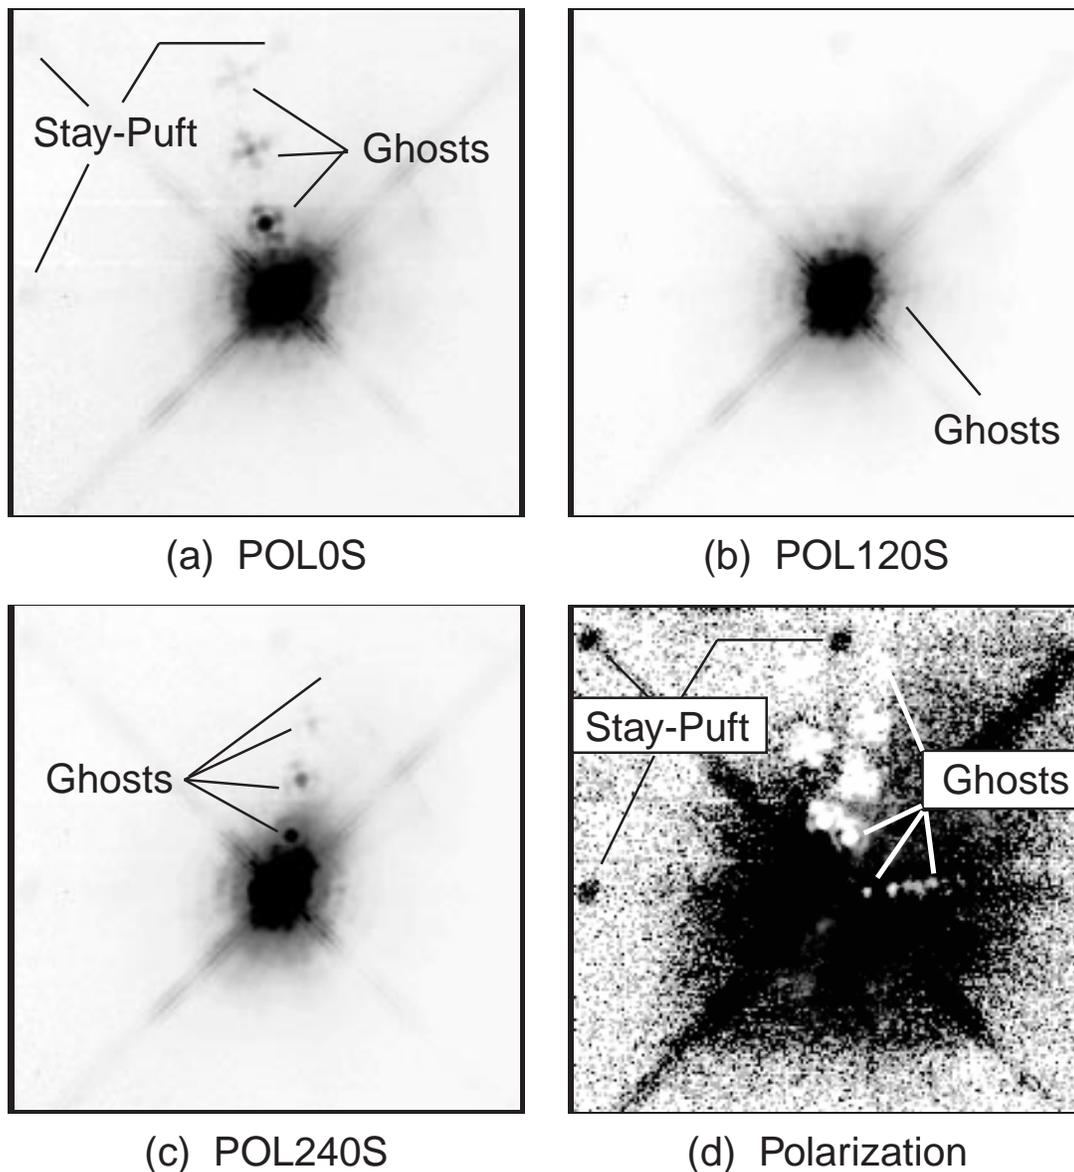 Stay-Puft
Ghosts
Ghosts
(a) POL0S
(b) POL120S
Ghosts
Stay-Puft
Ghosts
(c) POL240S
(d) Polarization